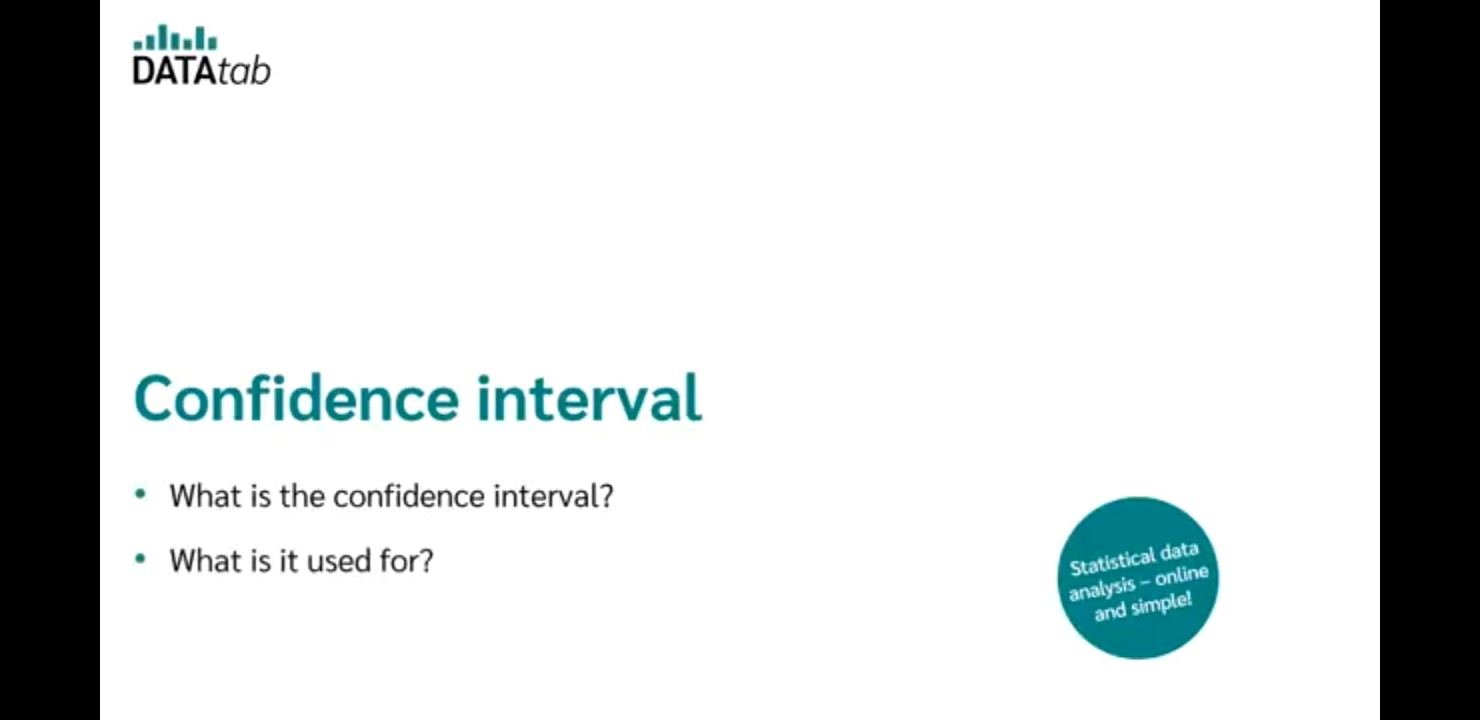 DATAtab
Confidence interval
• What is the confidence interval?
• What is it used for?
Statistical data
analysis – online
and simple!